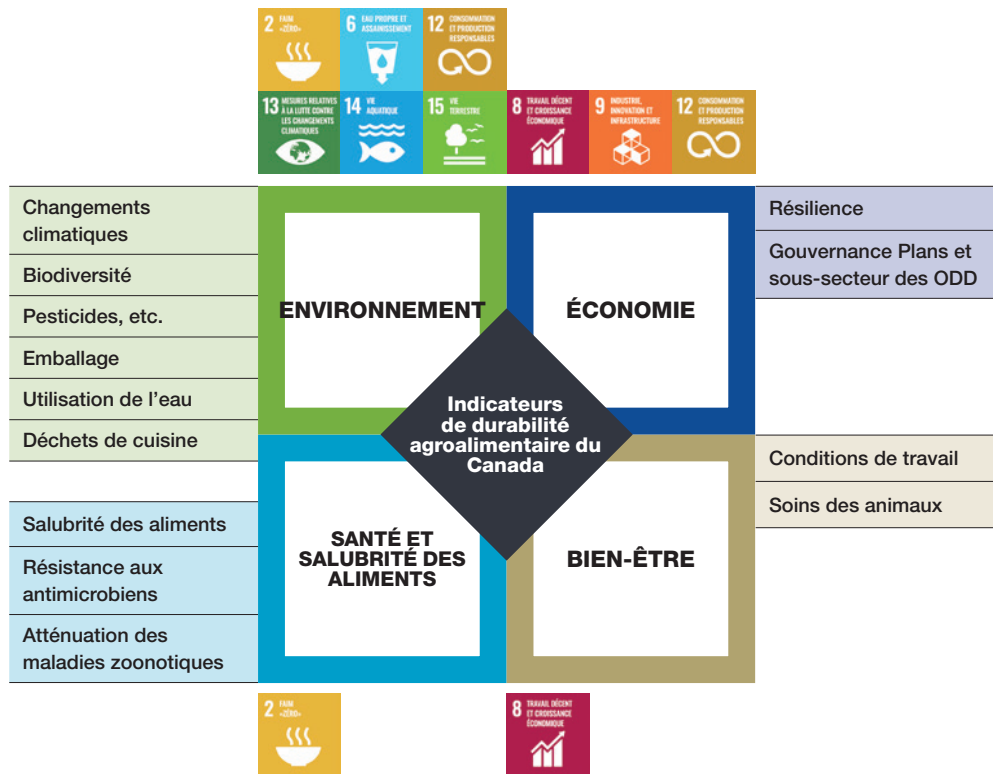 2 FAIM
«ZÉRO»
6 EAU PROPRE ET
ASSAINISSEMENT
12 CONSOMMATION
ET PRODUCTION
RESPONSABLES
13 MESURES RELATIVES
À LA LUTTE CONTRE
LES CHANGEMENTS
CLIMATIQUES
14 VIE
AQUATIQUE
15 VIE
TERRESTRE
8 TRAVAIL DÉCENT
ET CROISSANCE
ÉCONOMIQUE
9 INDUSTRIE,
INNOVATION ET
INFRASTRUCTURE
12 CONSOMMATION
ET PRODUCTION
RESPONSABLES
Changements
climatiques
Biodiversité
Pesticides, etc.
Emballage
Utilisation de l’eau
Déchets de cuisine
ENVIRONNEMENT
ÉCONOMIE
Résilience
Gouvernance Plans et
sous-secteur des ODD
Indicateurs
de durabilité
agroalimentaire du
Canada
Salubrité des aliments
Résistance aux
antimicrobiens
Atténuation des
maladies zoonotiques
SANTÉ ET
SALUBRITÉ DES
ALIMENTS
BIEN-ÊTRE
Conditions de travail
Soins des animaux
2 FAIM
«ZÉRO»
8 TRAVAIL DÉCENT
ET CROISSANCE
ÉCONOMIQUE